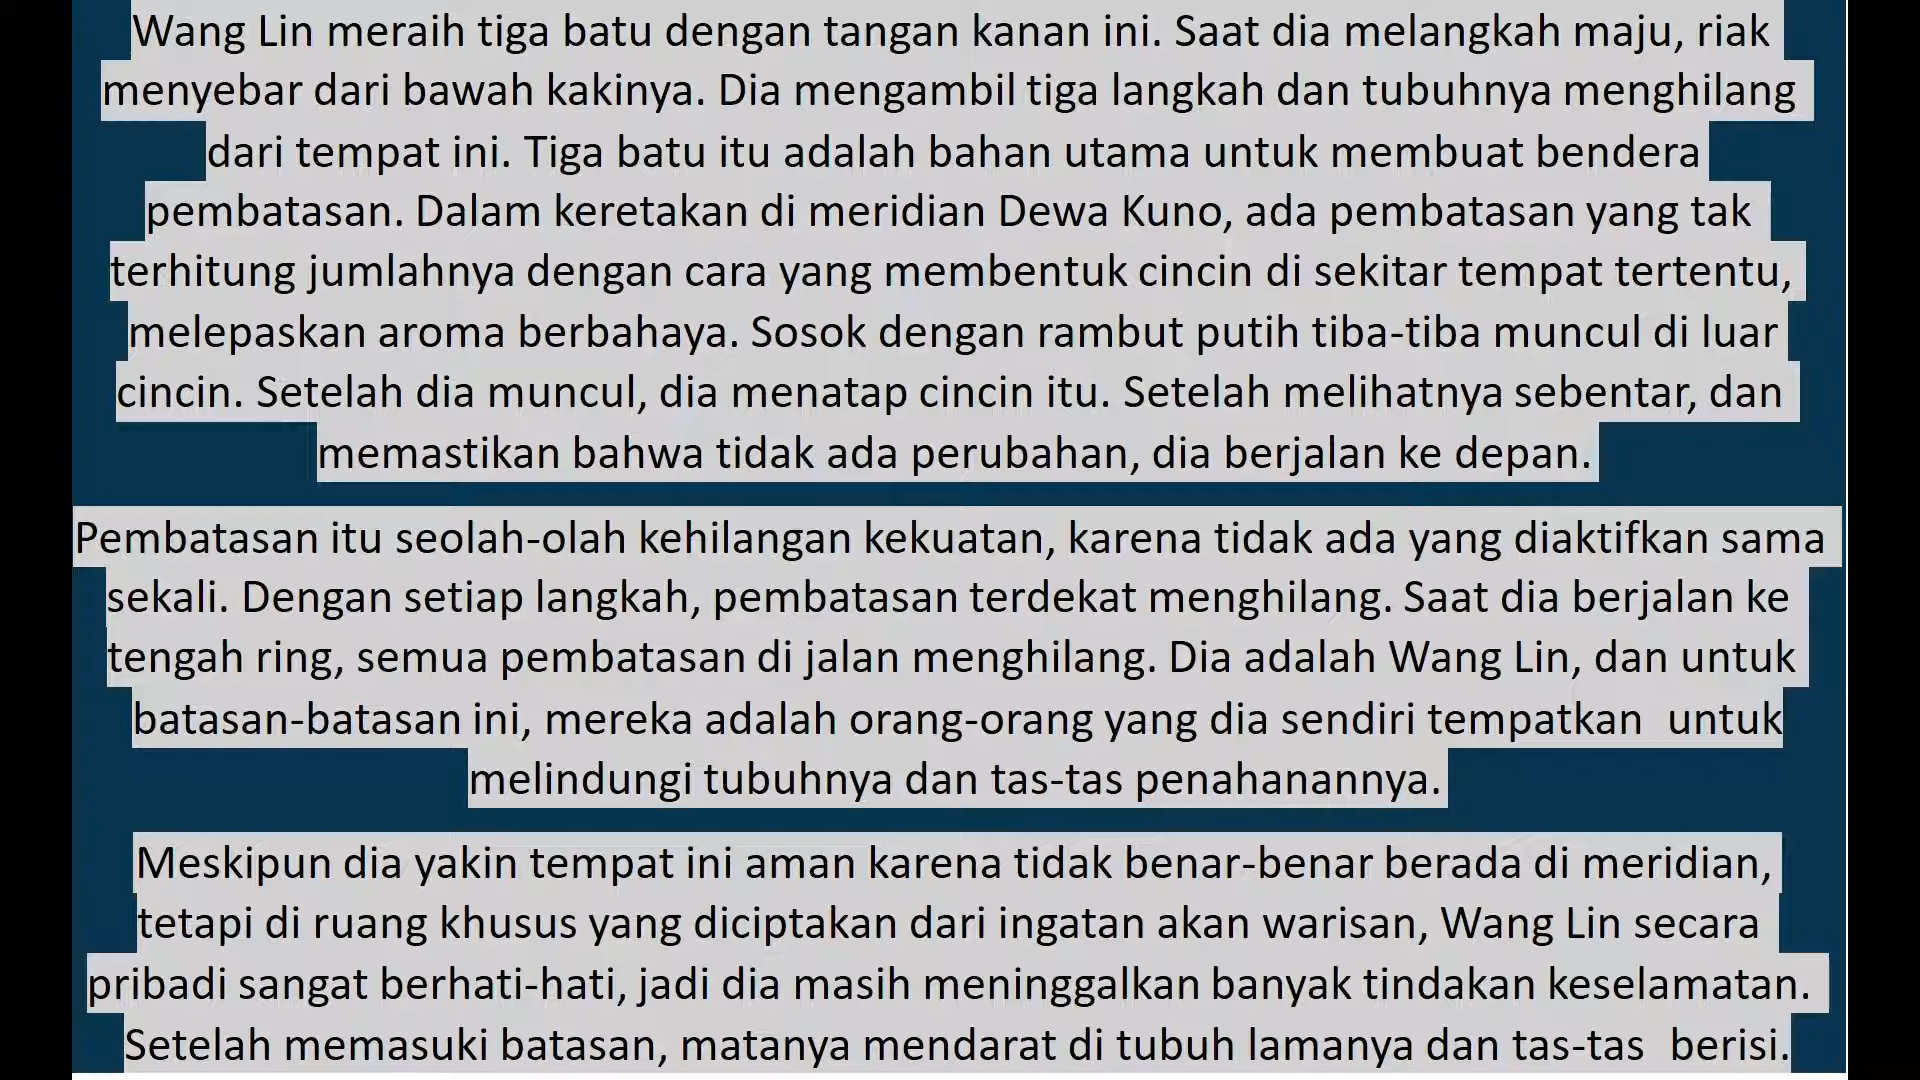 Wang Lin meraih tiga batu dengan tangan kanan ini. Saat dia melangkah maju, riak
menyebar dari bawah kakinya. Dia mengambil tiga langkah dan tubuhnya menghilang
dari tempat ini. Tiga batu itu adalah bahan utama untuk membuat bendera
pembatasan. Dalam keretakan di meridian Dewa Kuno, ada pembatasan yang tak
terhitung jumlahnya dengan cara yang membentuk cincin di sekitar tempat tertentu,
melepaskan aroma berbahaya. Sosok dengan rambut putih tiba-tiba muncul di luar
cincin. Setelah dia muncul, dia menatap cincin itu. Setelah melihatnya sebentar, dan
memastikan bahwa tidak ada perubahan, dia berjalan ke depan.
Pembatasan itu seolah-olah kehilangan kekuatan, karena tidak ada yang diaktifkan sama
sekali. Dengan setiap langkah, pembatasan terdekat menghilang. Saat dia berjalan ke
tengah ring, semua pembatasan di jalan menghilang. Dia adalah Wang Lin, dan untuk
batasan-batasan ini, mereka adalah orang-orang yang dia sendiri tempatkan  untuk
melindungi tubuhnya dan tas-tas penahanannya.
Meskipun dia yakin tempat ini aman karena tidak benar-benar berada di meridian,
tetapi di ruang khusus yang diciptakan dari ingatan akan warisan, Wang Lin secara
pribadi sangat berhati-hati, jadi dia masih meninggalkan banyak tindakan keselamatan.
Setelah memasuki batasan, matanya mendarat di tubuh lamanya dan tas-tas  berisi.